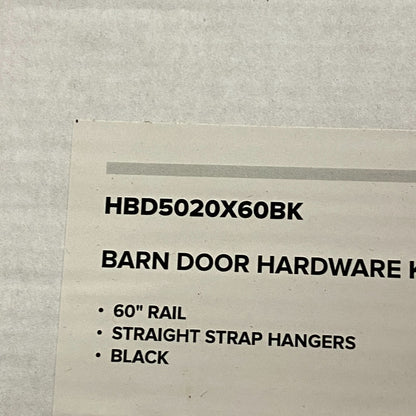 HBD5020X60BK
BARN DOOR HARDWARE
• 60" RAIL
• STRAIGHT STRAP HANGERS
• BLACK